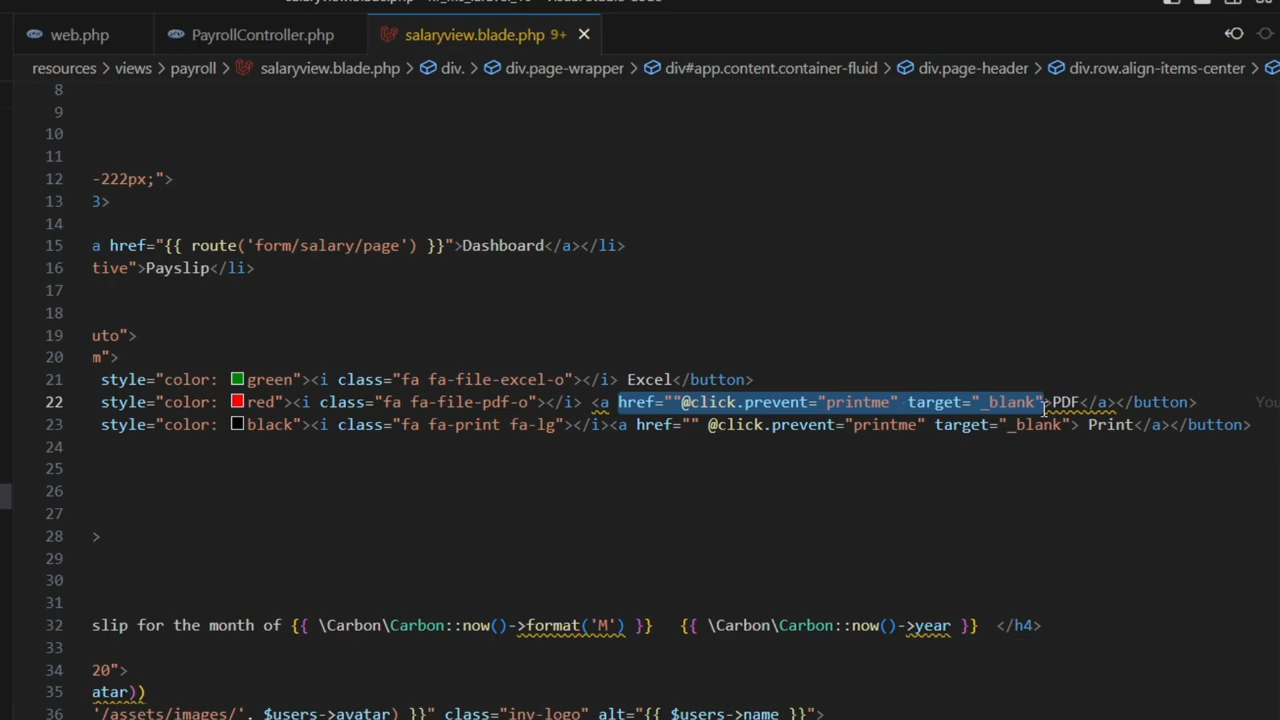 web.php
PayrollController.php
salaryview.blade.php 9+
resources > views > payroll > salaryview.blade.php > div. > div.page-wrapper > div#app.content.container-fluid > div.page-header > div.row.align-items-center >
8
9
10
11
12 -222px;">
13 3>
14
15 a href="{{ route('form/salary/page') }}">Dashboard</a></li>
16 tive">Payslip</li>
17
18
19 uto">
20 m">
21 style="color: green"><i class="fa fa-file-excel-o"></i> Excel</button>
22 style="color: red"><i class="fa fa-file-pdf-o"></i> <a href=""@click.prevent="printme" target="_blank">PDF</a></button> You
23 style="color: black"><i class="fa fa-print fa-lg"></i><a href="" @click.prevent="printme" target="_blank"> Print</a></button>
24
25
26
27
28 >
29
30
31
32 slip for the month of {{ \Carbon\Carbon::now()->format('M') }} {{ \Carbon\Carbon::now()->year }} </h4>
33
34 20">
35 atar))
36 '/assets/images/'. $users->avatar) }}" class="inv-logo" alt="{{ $users->name }}">